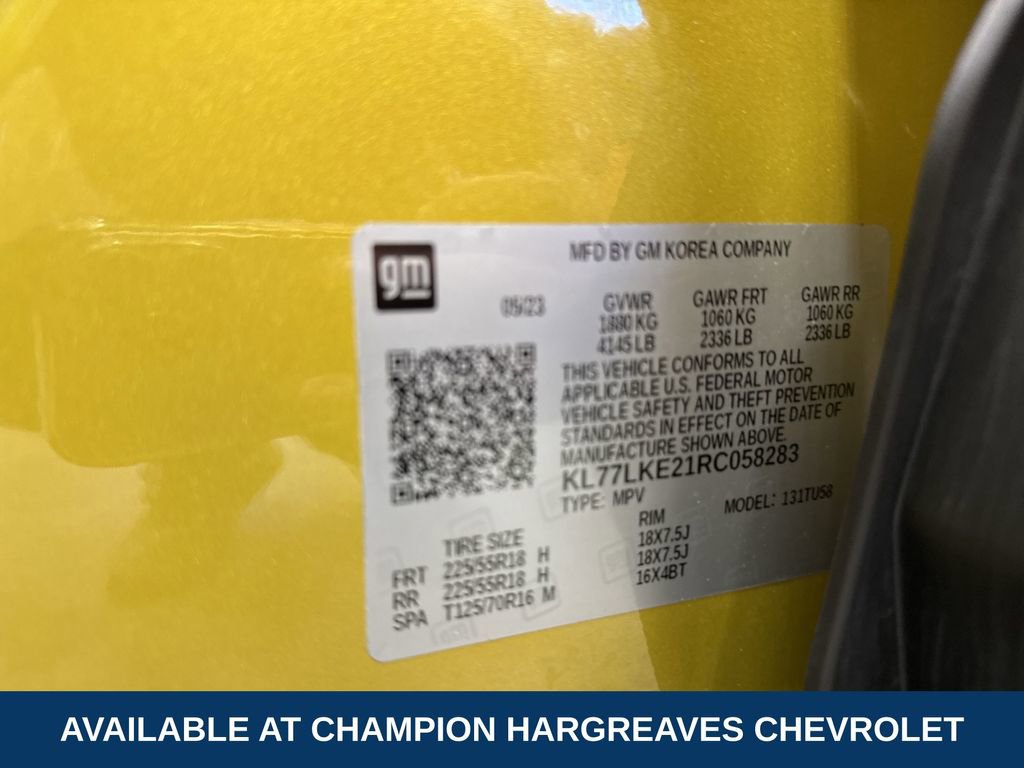 gm
MFD BY GM KOREA COMPANY
05/23
GVWR GAWR FRT GAWR RR
1880 KG 1060 KG 1060 KG
4145 LB 2336 LB 2336 LB
THIS VEHICLE CONFORMS TO ALL
APPLICABLE U.S. FEDERAL MOTOR
VEHICLE SAFETY AND THEFT PREVENTION
STANDARDS IN EFFECT ON THE DATE OF
MANUFACTURE SHOWN ABOVE.
KL77LKE21RC058283
TYPE: MPV MODEL: 131TU58
TIRE SIZE RIM
FRT 225/55R18 H 18X7.5J
RR 225/55R18 H 18X7.5J
SPA T125/70R16 M 16X4BT
AVAILABLE AT CHAMPION HARGREAVES CHEVROLET